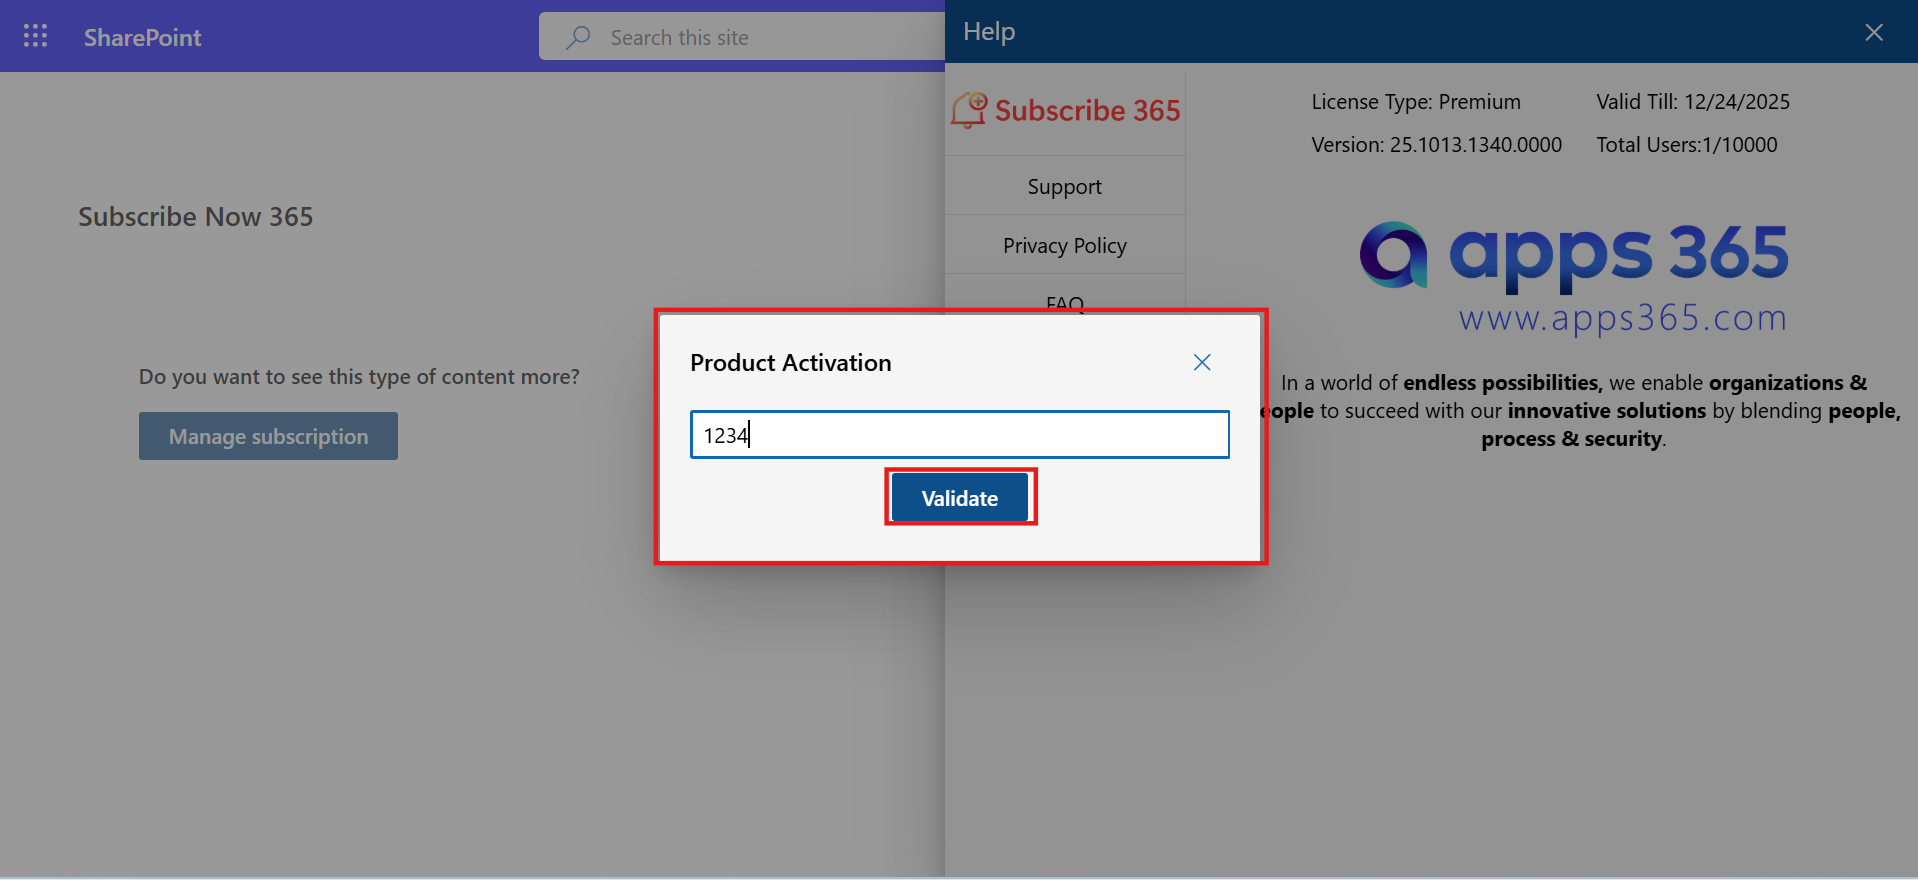 SharePoint
Search this site
Help
Subscribe 365
License Type: Premium
Valid Till: 12/24/2025
Version: 25.1013.1340.0000
Total Users:1/10000
Support
Privacy Policy
FAQ
Subscribe Now 365
apps 365
www.apps365.com
Do you want to see this type of content more?
Manage subscription
Product Activation
1234
Validate
In a world of endless possibilities, we enable organizations &
eople to succeed with our innovative solutions by blending people,
process & security.